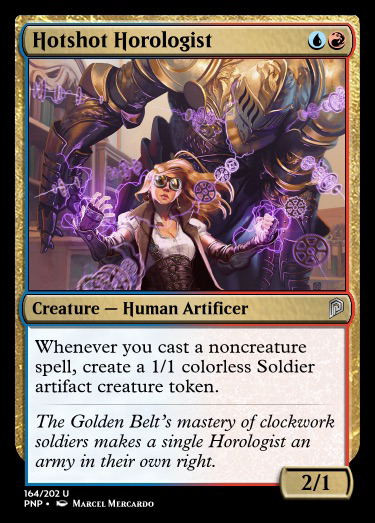 Hotshot Horologist
Creature — Human Artificer
Whenever you cast a noncreature
spell, create a 1/1 colorless Soldier
artifact creature token.
The Golden Belt's mastery of clockwork
soldiers makes a single Horologist an
army in their own right.
2/1
164/202 U
PNP • Marcel Mercardo